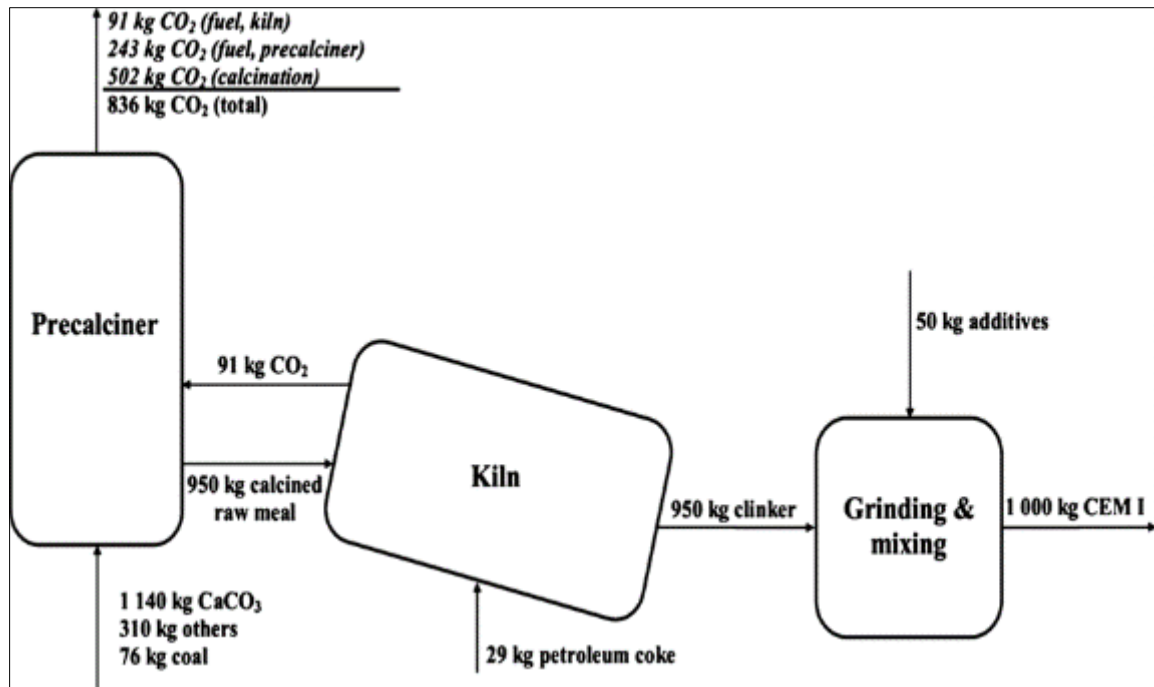 91 kg CO₂ (fuel, kiln)
243 kg CO₂ (fuel, precalciner)
502 kg CO₂ (calcination)
836 kg CO₂ (total)
Precalciner
50 kg additives
91 kg CO₂
950 kg calcined
raw meal
Kiln
950 kg clinker
Grinding &
mixing
1 000 kg CEM I
1 140 kg CaCO₃
310 kg others
76 kg coal
29 kg petroleum coke